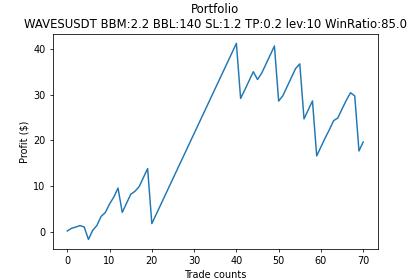 Portfolio
WAVESUSDT BBM:2.2 BBL:140 SL:1.2 TP:0.2 lev:10 WinRatio:85.0
40
30
20
10
0
Profit ($)
0 10 20 30 40 50 60 70
Trade counts